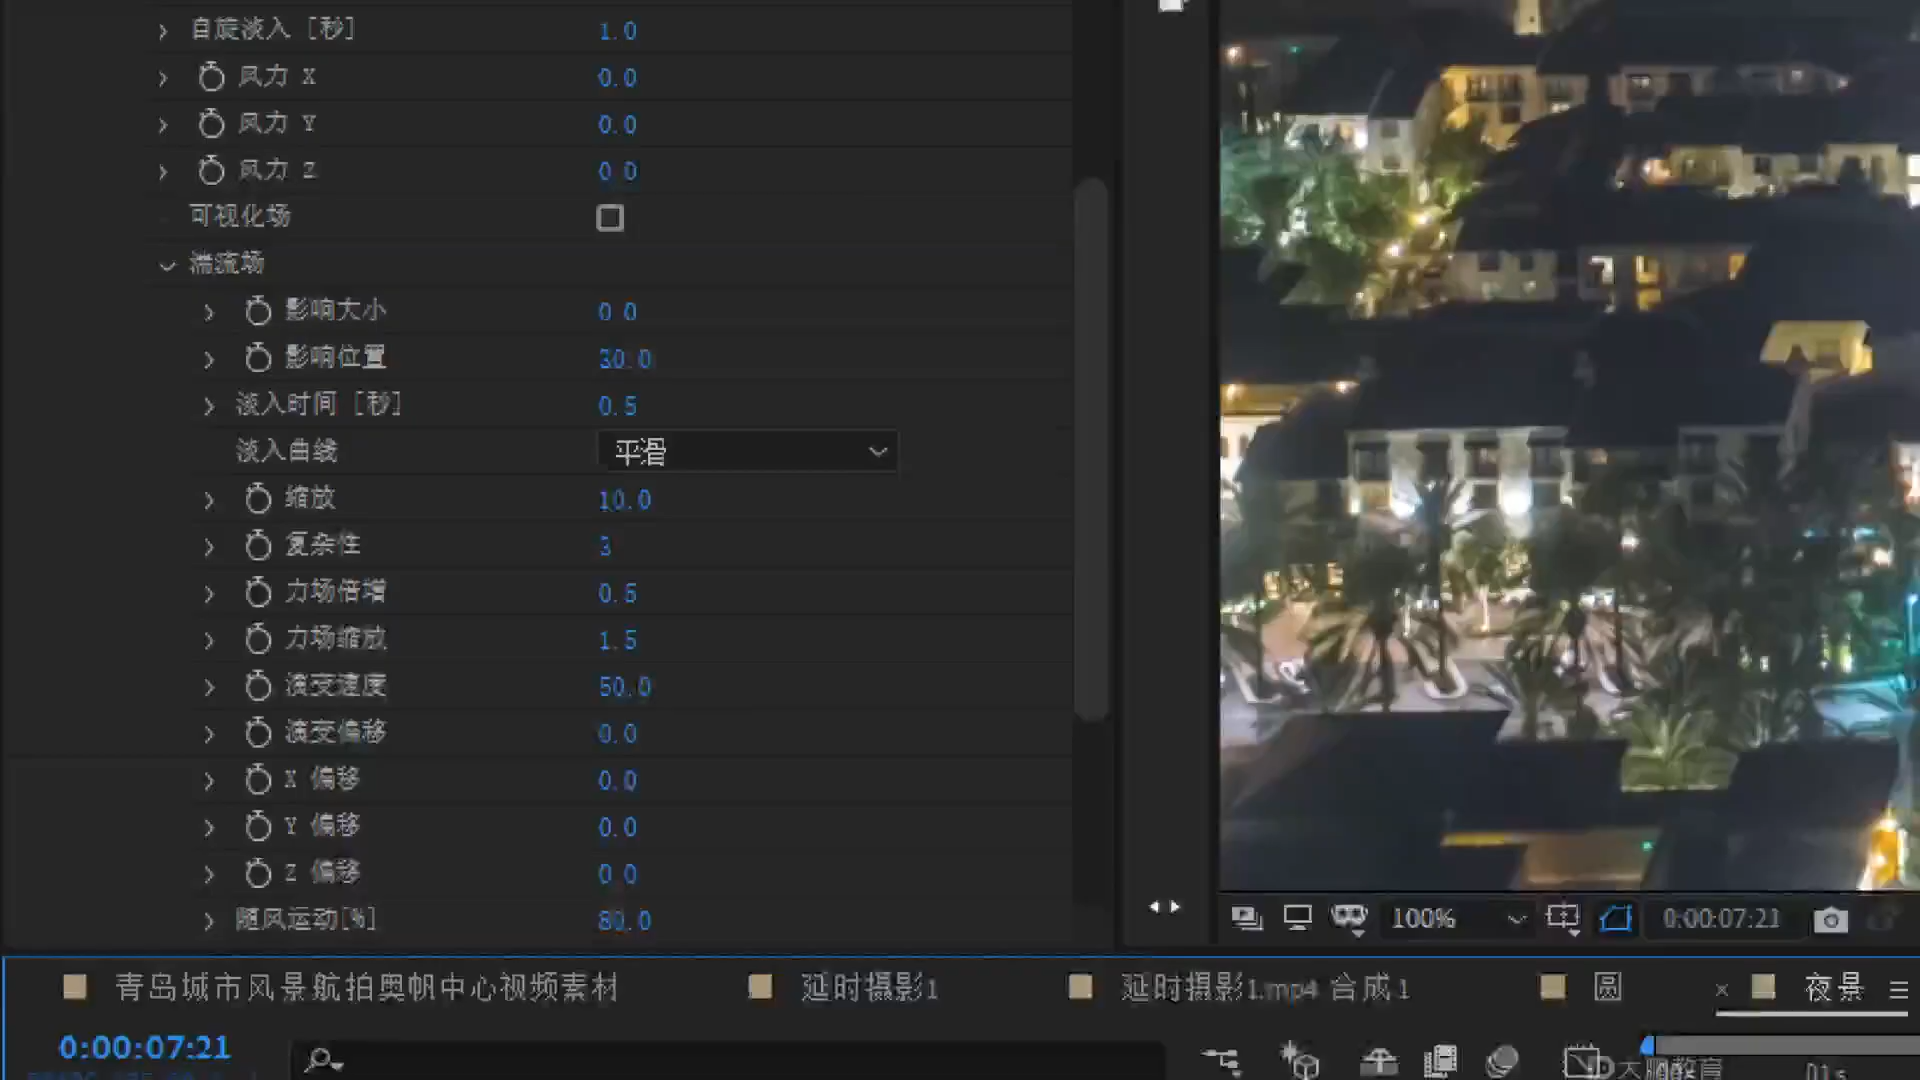 自旋淡入 [秒] 1.0
风力 X 0.0
风力 Y 0.0
风力 Z 0.0
可视化场
湍流场
影响大小 0.0
影响位置 30.0
淡入时间 [秒] 0.5
淡入曲线 平滑
缩放 10.0
复杂性 3
力场倍增 0.5
力场缩放 1.5
演变速度 50.0
演变偏移 0.0
X 偏移 0.0
Y 偏移 0.0
Z 偏移 0.0
随风运动[%] 80.0
100% 0:00:07:21
青岛城市风景航拍奥帆中心视频素材 延时摄影1 延时摄影1.mp4 合成 1 圆 × 夜景
0:00:07:21
大鹏教育 01s